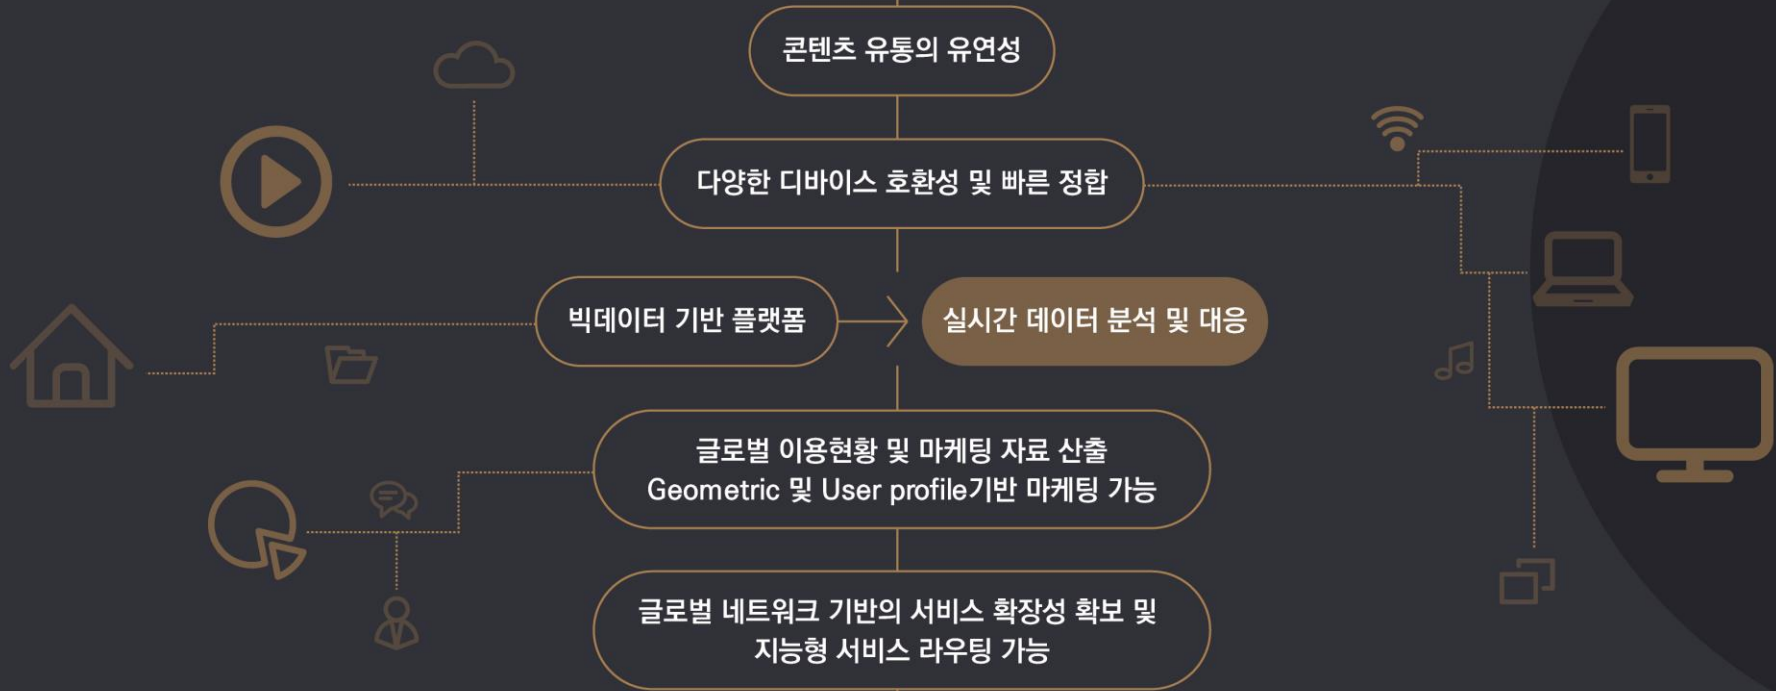 콘텐츠 유통의 유연성
다양한 디바이스 호환성 및 빠른 정합
빅데이터 기반 플랫폼
실시간 데이터 분석 및 대응
글로벌 이용현황 및 마케팅 자료 산출
Geometric 및 User profile기반 마케팅 가능
글로벌 네트워크 기반의 서비스 확장성 확보 및
지능형 서비스 라우팅 가능